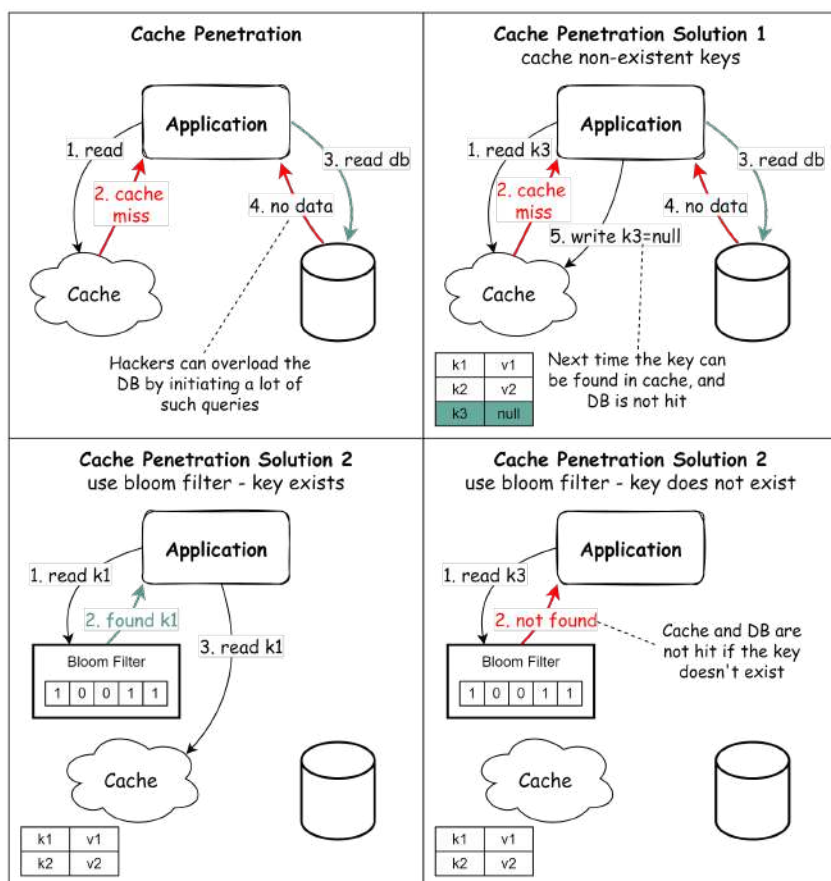 Cache Penetration
Application
1. read
2. cache
miss
3. read db
4. no data
Cache
Hackers can overload the
DB by initiating a lot of
such queries
Cache Penetration Solution 1
cache non-existent keys
Application
1. read k3
2. cache
miss
3. read db
4. no data
5. write k3=null
Cache
k1 v1
k2 v2
k3 null
Next time the key can
be found in cache, and
DB is not hit
Cache Penetration Solution 2
use bloom filter - key exists
Application
1. read k1
2. found k1
3. read k1
Bloom Filter
1 0 0 1 1
Cache
k1 v1
k2 v2
Cache Penetration Solution 2
use bloom filter - key does not exist
Application
1. read k3
2. not found
Cache and DB are
not hit if the key
doesn't exist
Bloom Filter
1 0 0 1 1
Cache
k1 v1
k2 v2